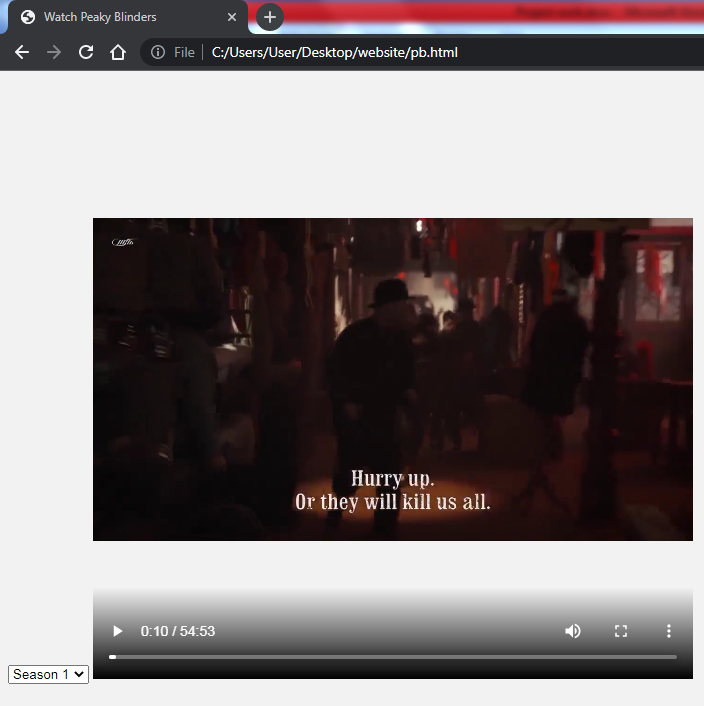 Watch Peaky Blinders
File
C:/Users/User/Desktop/website/pb.html
Hurry up.
Or they will kill us all.
0:10 / 54:53
Season 1